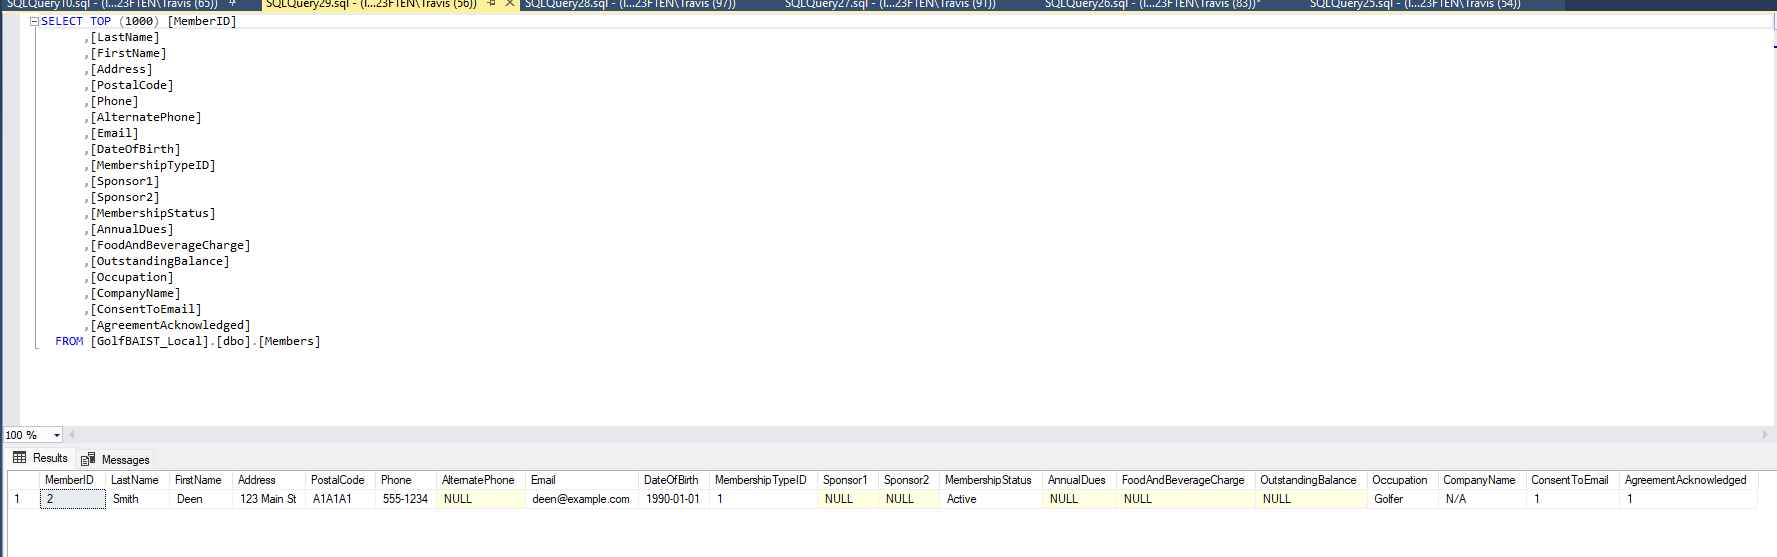 SQLQuery10.sql - (l...23FTEN\Travis (65)) SQLQuery29.sql - (l...23FTEN\Travis (56)) SQLQuery28.sql - (l...23FTEN\Travis (97)) SQLQuery27.sql - (l...23FTEN\Travis (91)) SQLQuery26.sql - (l...23FTEN\Travis (83))* SQLQuery25.sql - (l...23FTEN\Travis (54))
SELECT TOP (1000) [MemberID]
,[LastName]
,[FirstName]
,[Address]
,[PostalCode]
,[Phone]
,[AlternatePhone]
,[Email]
,[DateOfBirth]
,[MembershipTypeID]
,[Sponsor1]
,[Sponsor2]
,[MembershipStatus]
,[AnnualDues]
,[FoodAndBeverageCharge]
,[OutstandingBalance]
,[Occupation]
,[CompanyName]
,[ConsentToEmail]
,[AgreementAcknowledged]
FROM [GolfBAIST_Local].[dbo].[Members]
100 %
Results Messages
MemberID LastName FirstName Address PostalCode Phone AlternatePhone Email DateOfBirth MembershipTypeID Sponsor1 Sponsor2 MembershipStatus AnnualDues FoodAndBeverageCharge OutstandingBalance Occupation CompanyName ConsentToEmail AgreementAcknowledged
1 2 Smith Deen 123 Main St A1A1A1 555-1234 NULL deen@example.com 1990-01-01 1 NULL NULL Active NULL NULL NULL Golfer N/A 1 1